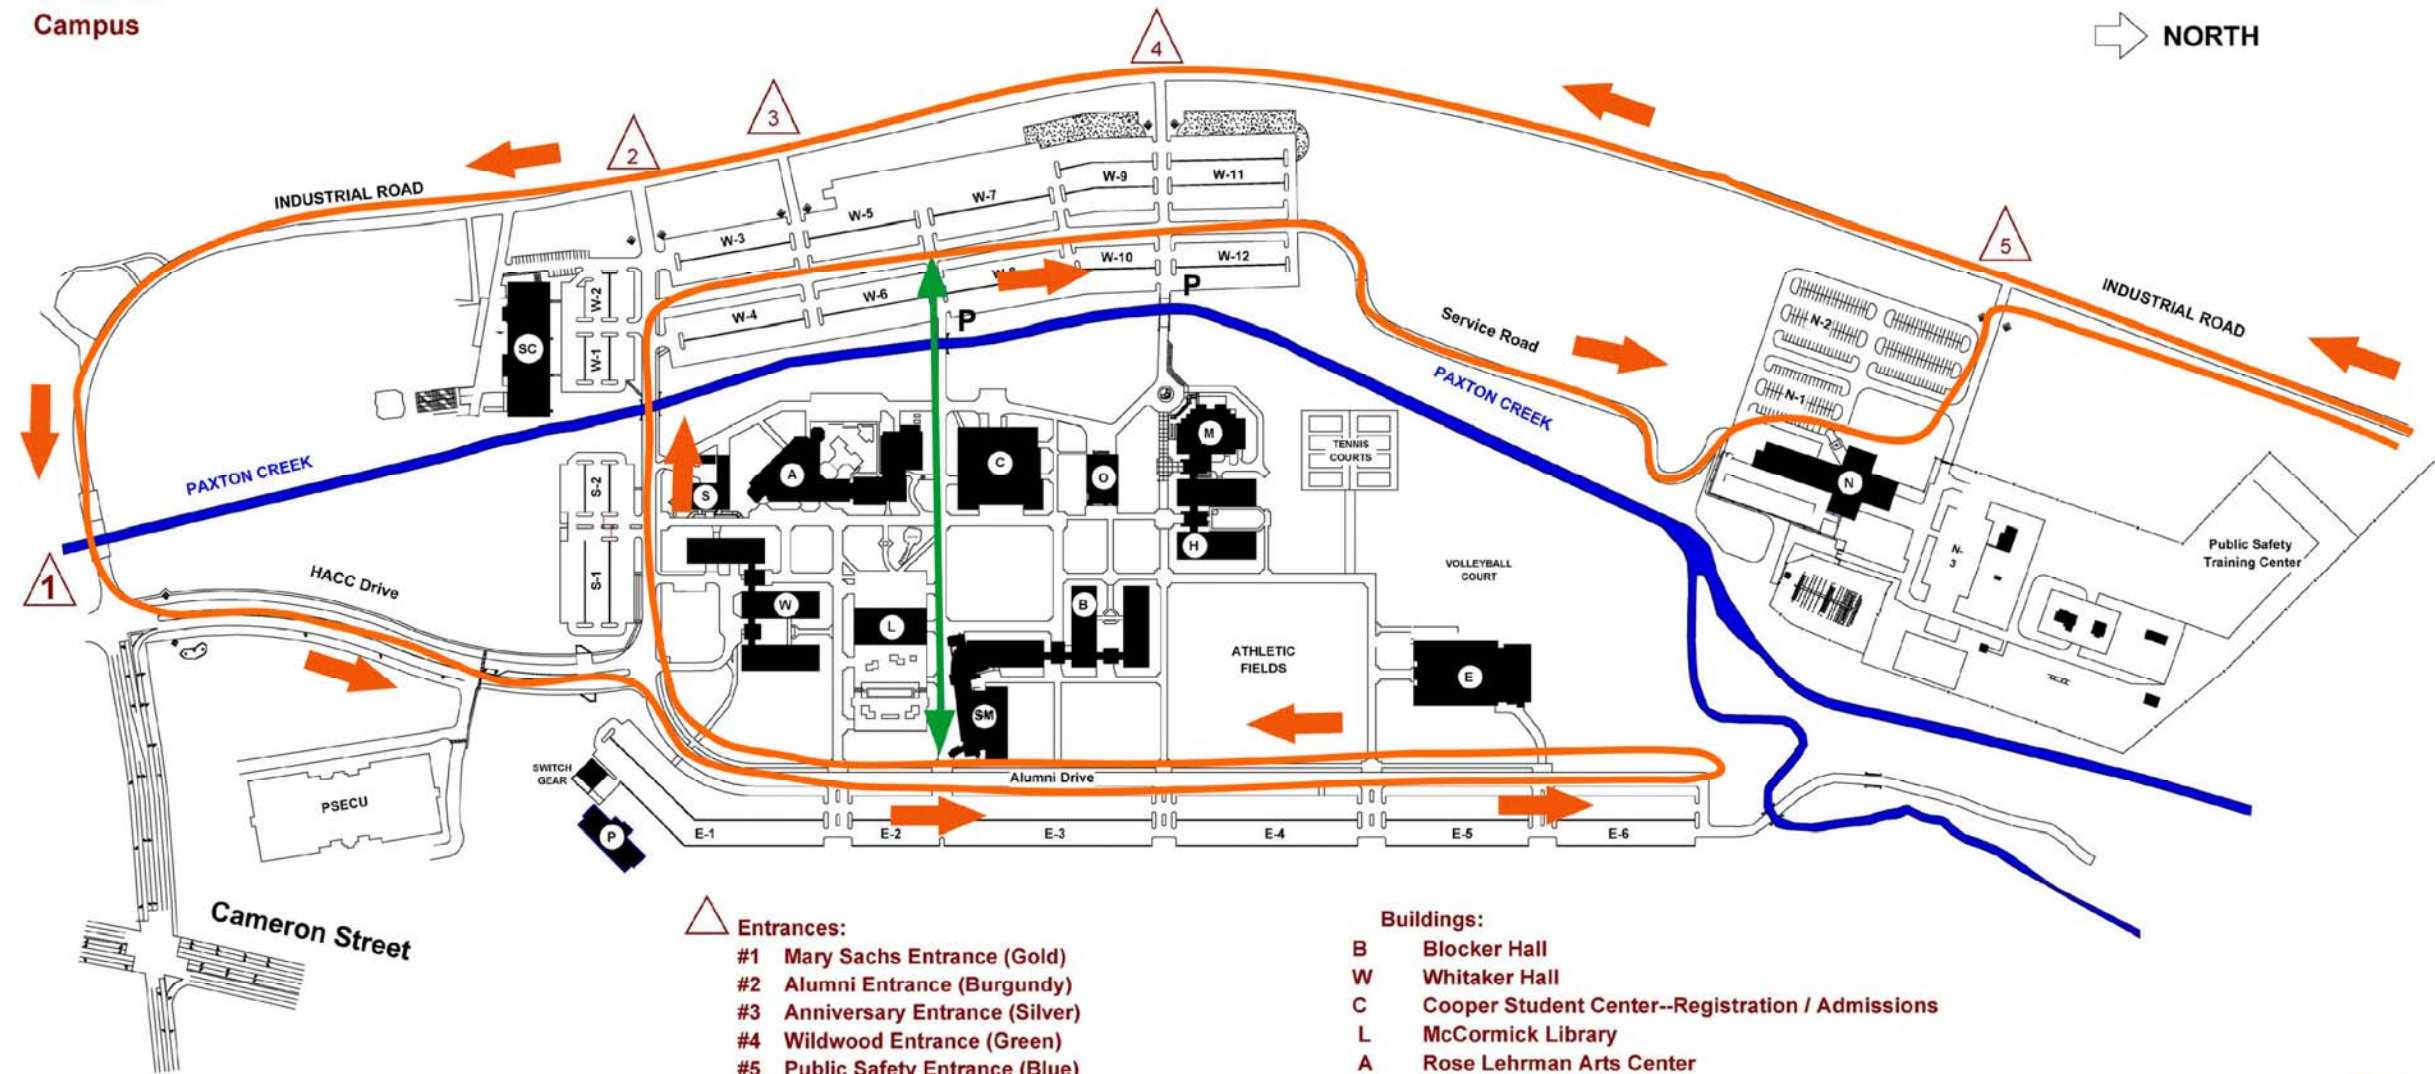 Campus
NORTH
4
3
2
5
1
INDUSTRIAL ROAD
INDUSTRIAL ROAD
W-9
W-11
W-7
W-5
W-3
W-10
W-12
W-6
W-4
W-2
W-1
P
P
SC
Service Road
PAXTON CREEK
PAXTON CREEK
N-2
N-1
N
N-3
Public Safety
Training Center
S-2
S-1
S
A
C
O
M
H
TENNIS
COURTS
VOLLEYBALL
COURT
HACC Drive
W
L
B
SM
ATHLETIC
FIELDS
E
Alumni Drive
SWITCH
GEAR
P
PSECU
E-1
E-2
E-3
E-4
E-5
E-6
Cameron Street
Entrances:
#1 Mary Sachs Entrance (Gold)
#2 Alumni Entrance (Burgundy)
#3 Anniversary Entrance (Silver)
#4 Wildwood Entrance (Green)
#5 Public Safety Entrance (Blue)
Buildings:
B Blocker Hall
W Whitaker Hall
C Cooper Student Center--Registration / Admissions
L McCormick Library
A Rose Lehrman Arts Center